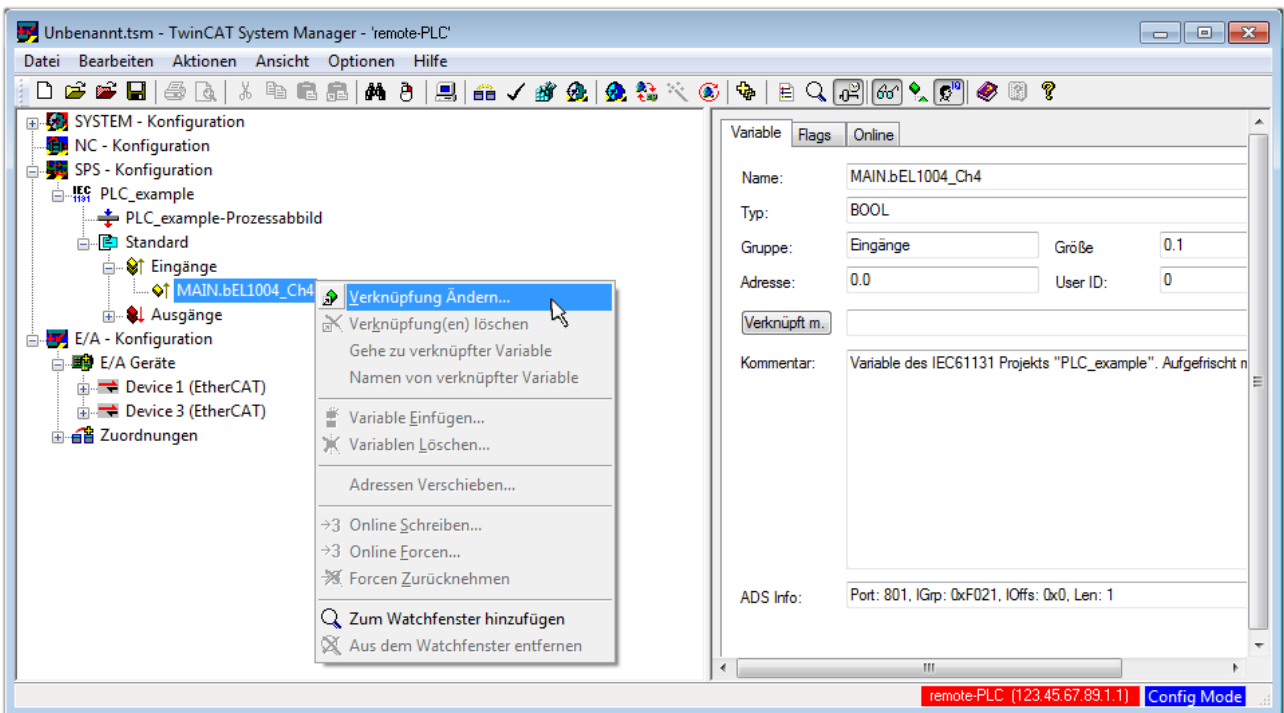 Unbenannt.tsm - TwinCAT System Manager - 'remote-PLC'
Datei Bearbeiten Aktionen Ansicht Optionen Hilfe
SYSTEM - Konfiguration
NC - Konfiguration
SPS - Konfiguration
IEC 1131 PLC_example
PLC_example-Prozessabbild
Standard
Eingänge
MAIN.bEL1004_Ch4
Ausgänge
E/A - Konfiguration
E/A Geräte
Device 1 (EtherCAT)
Device 3 (EtherCAT)
Zuordnungen
Verknüpfung Ändern...
Verknüpfung(en) löschen
Gehe zu verknüpfter Variable
Namen von verknüpfter Variable
Variable Einfügen...
Variablen Löschen...
Adressen Verschieben...
→3 Online Schreiben...
→3 Online Forcen...
Forcen Zurücknehmen
Zum Watchfenster hinzufügen
Aus dem Watchfenster entfernen
Variable Flags Online
Name: MAIN.bEL1004_Ch4
Typ: BOOL
Gruppe: Eingänge Größe 0.1
Adresse: 0.0 User ID: 0
Verknüpft m.
Kommentar: Variable des IEC61131 Projekts "PLC_example". Aufgefrischt
ADS Info: Port: 801, IGrp: 0xF021, IOffs: 0x0, Len: 1
remote-PLC (123.45.67.89.1.1) Config Mode